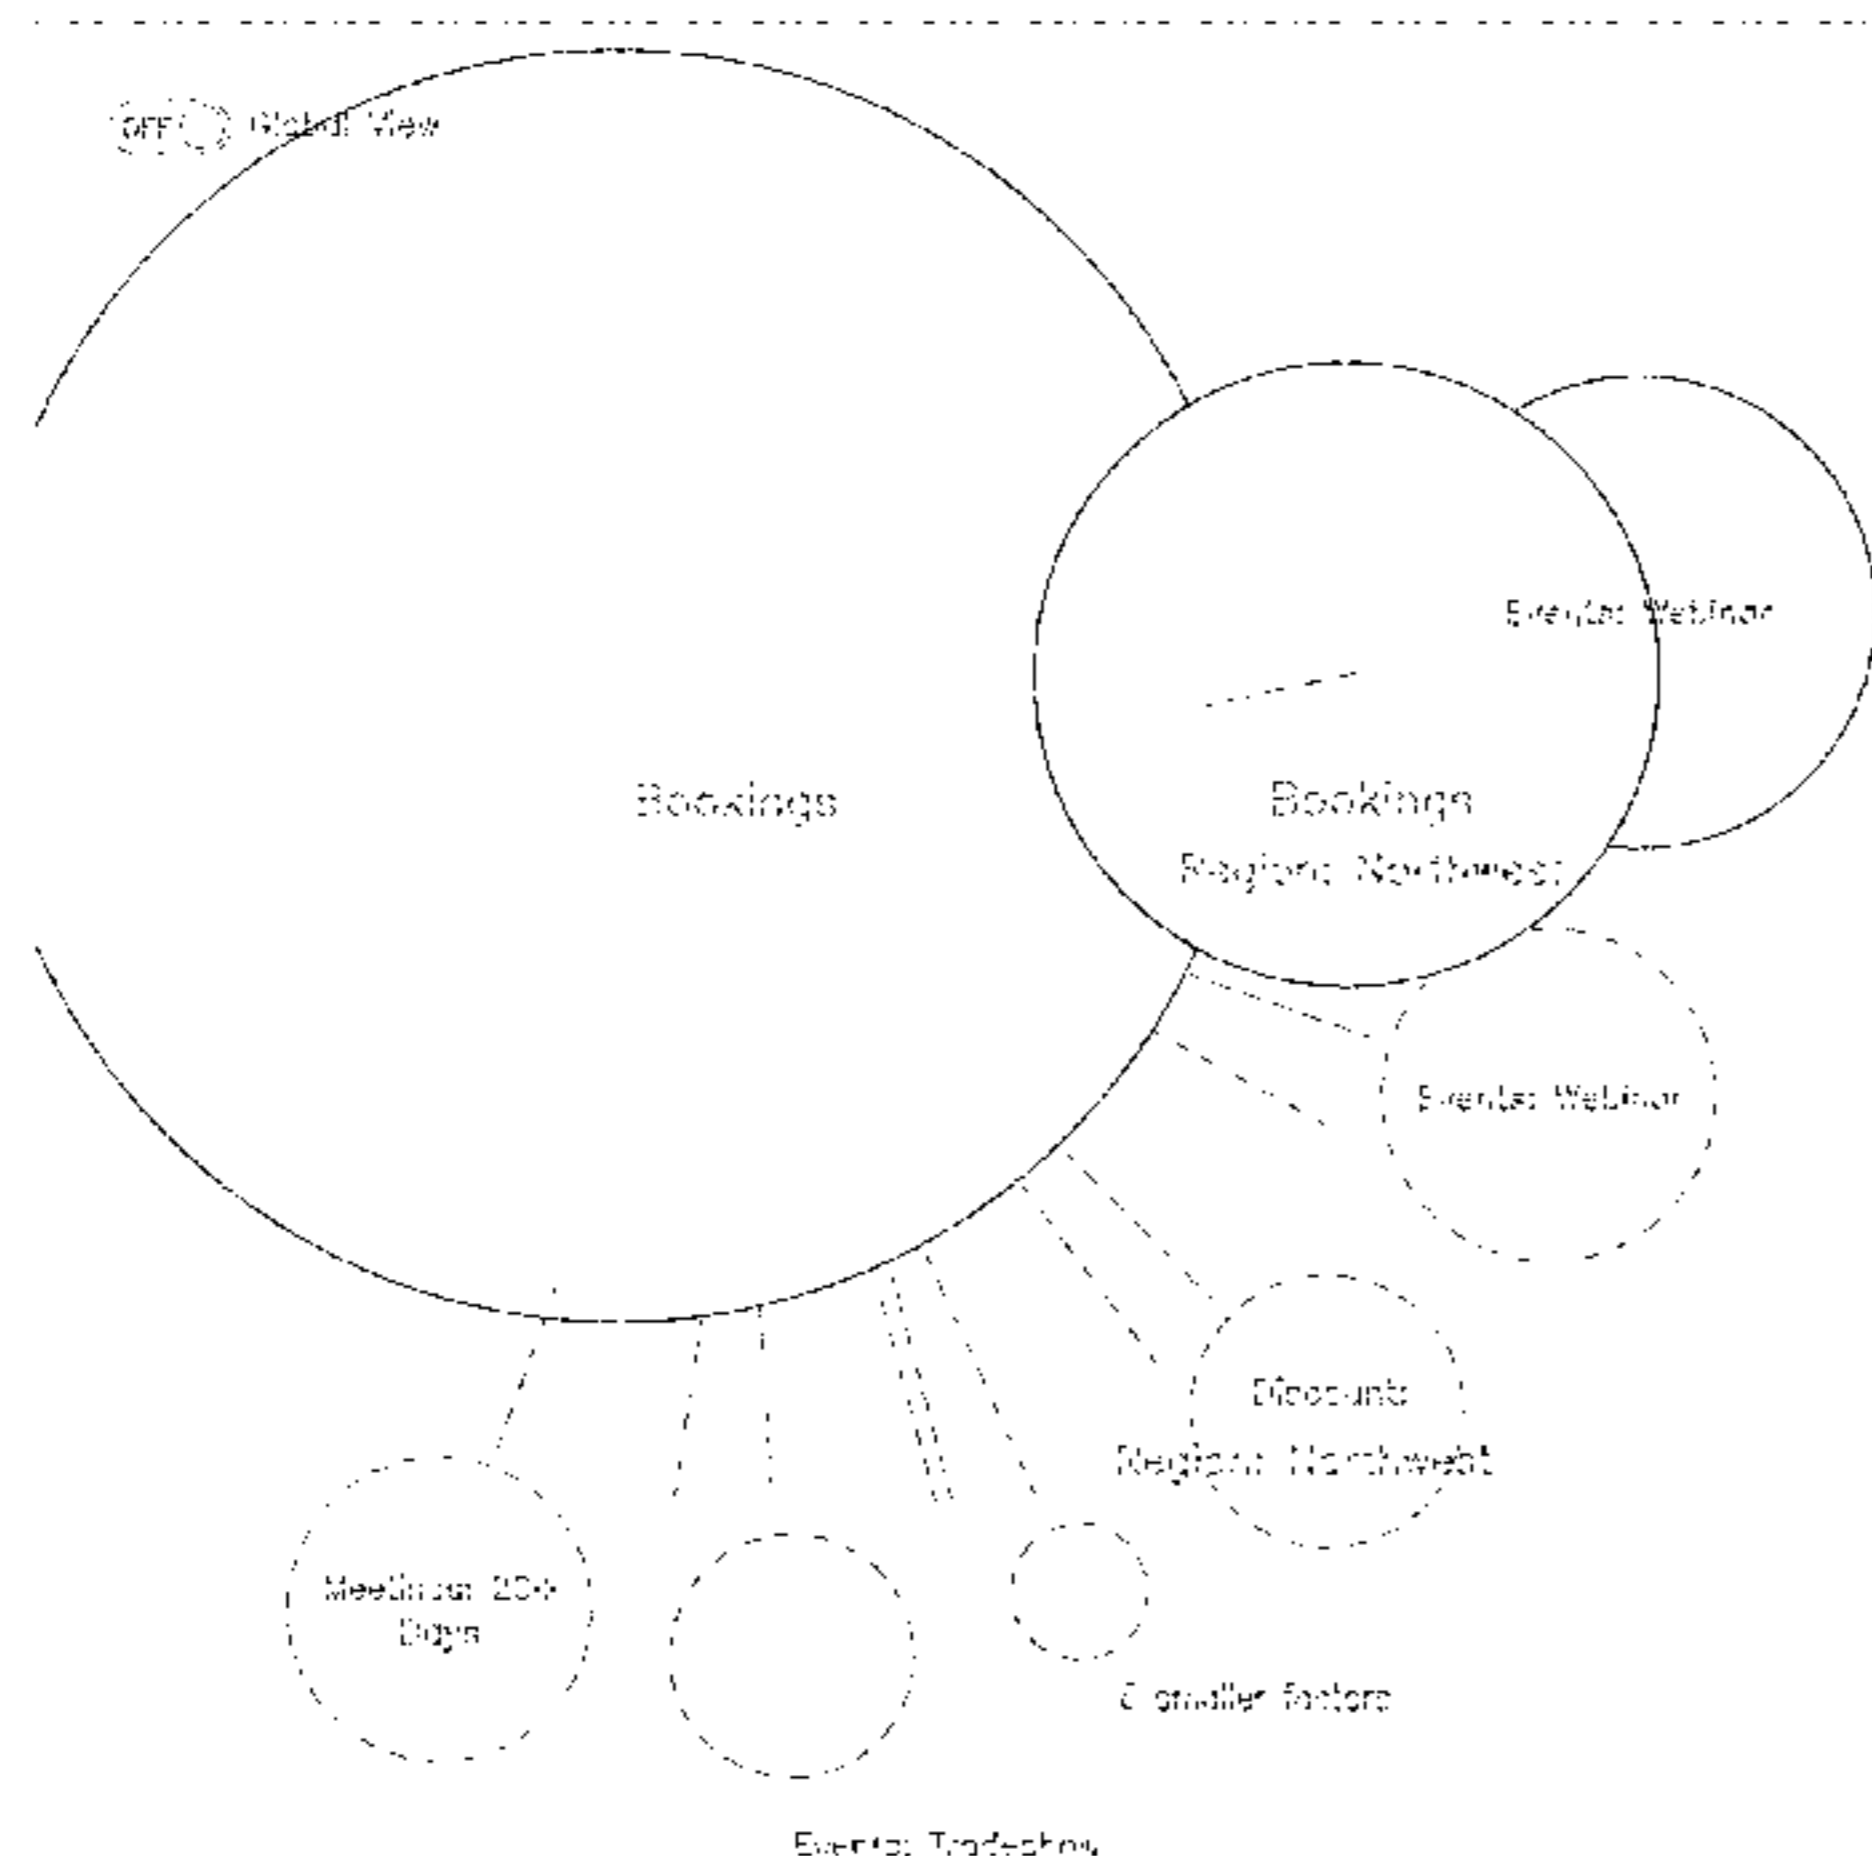 OFF Global View
Events: Webinar
Bookings
Bookings
Region: Northwest
Events: Webinar
Discounts
Region: Northwest
Meetings: 20+
Days
smaller factors
Events: Tradeshow